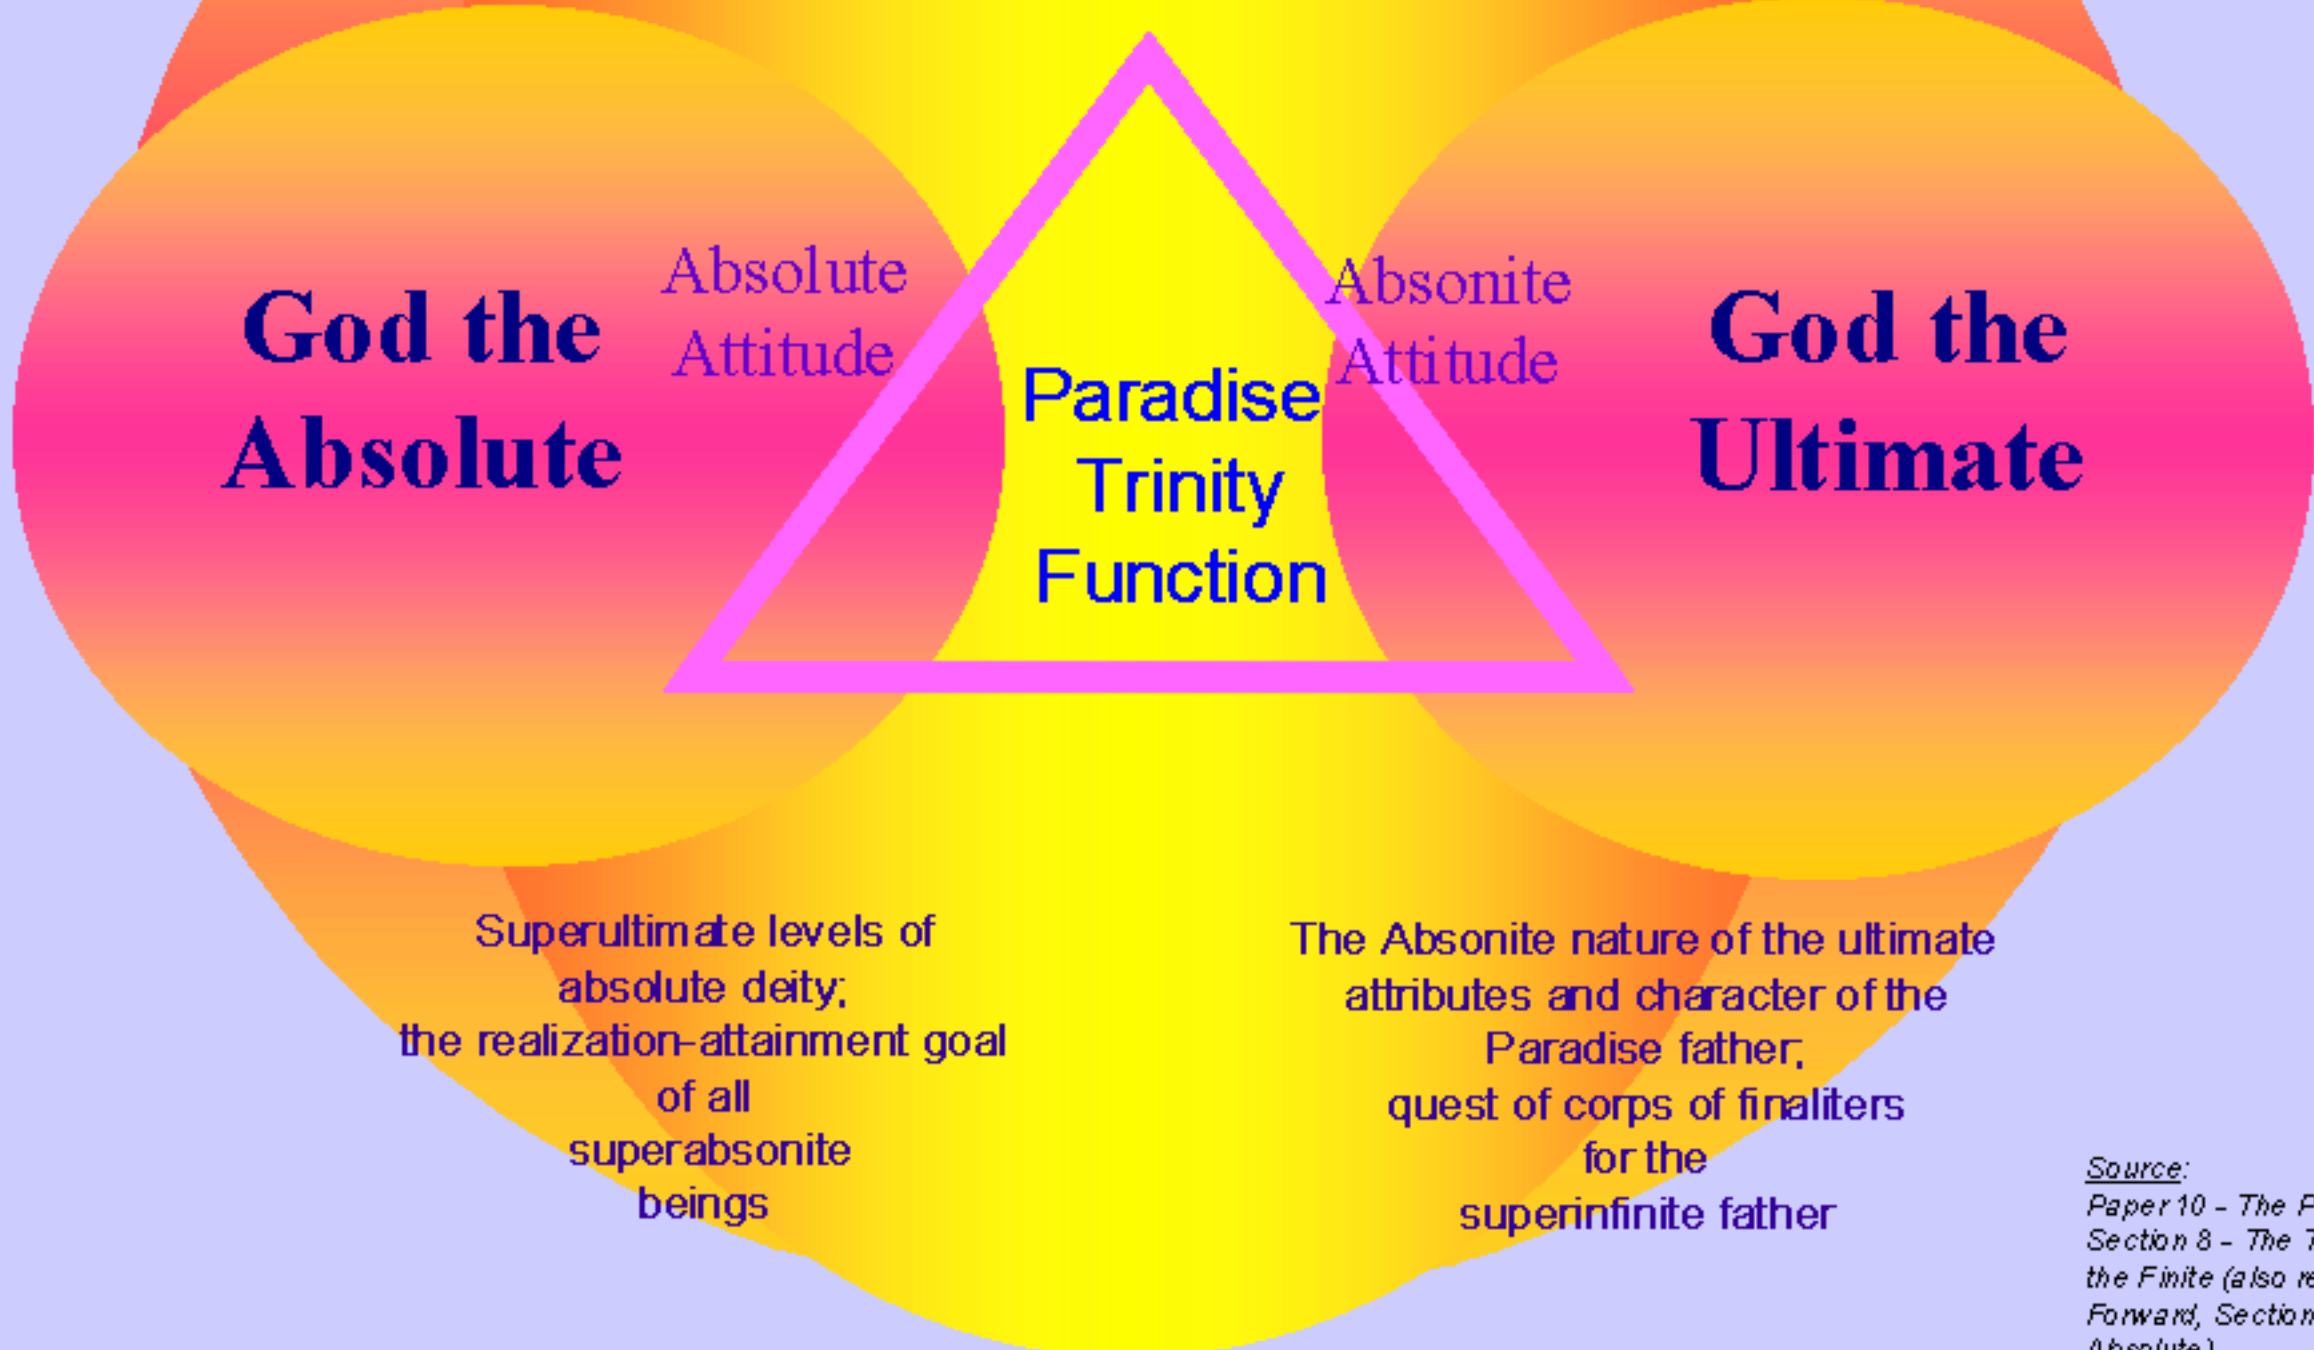 God the
Absolute
Absolute
Attitude
Paradise
Trinity
Function
Absonite
Attitude
God the
Ultimate
Superultimate levels of
absolute deity;
the realization-attainment goal
of all
superabsonite
beings
The Absonite nature of the ultimate
attributes and character of the
Paradise father;
quest of corps of finaliters
for the
superinfinite father
Source:
Paper 10 - The
Section 8 - The
the Finite (also
Forward, Section
Absolute)